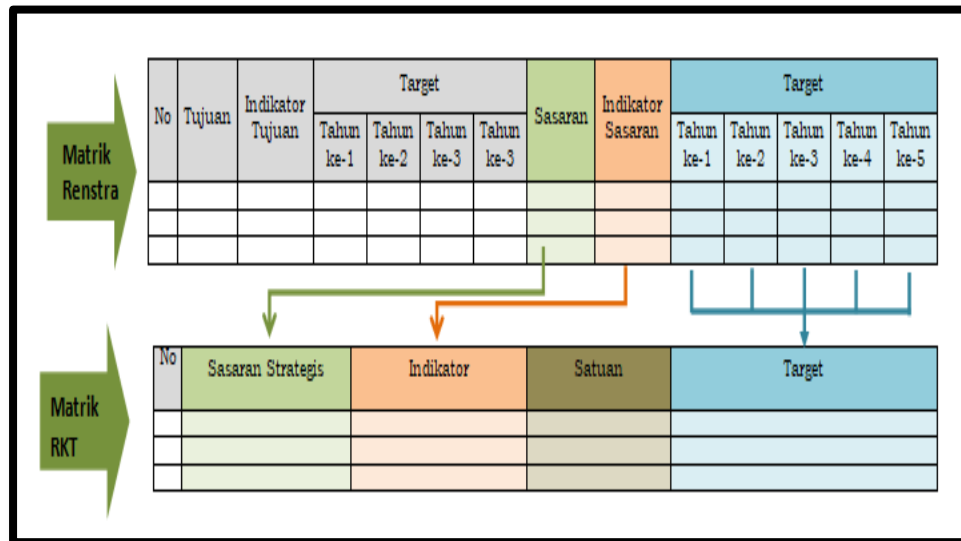 Matrik
Renstra
No
Tujuan
Indikator
Tujuan
Target
Tahun
ke-1
Tahun
ke-2
Tahun
ke-3
Tahun
ke-3
Sasaran
Indikator
Sasaran
Target
Tahun
ke-1
Tahun
ke-2
Tahun
ke-3
Tahun
ke-4
Tahun
ke-5
Matrik
RKT
No
Sasaran Strategis
Indikator
Satuan
Target